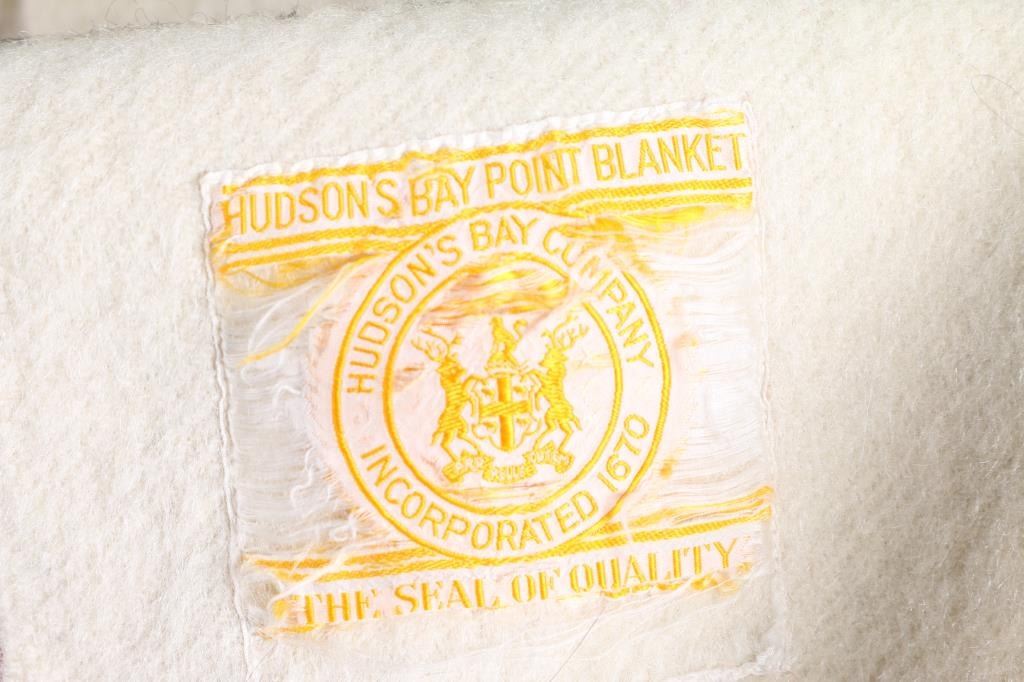 HUDSON'S BAY POINT BLANKET
HUDSON'S BAY COMPANY
INCORPORATED 1670
THE SEAL OF QUALITY